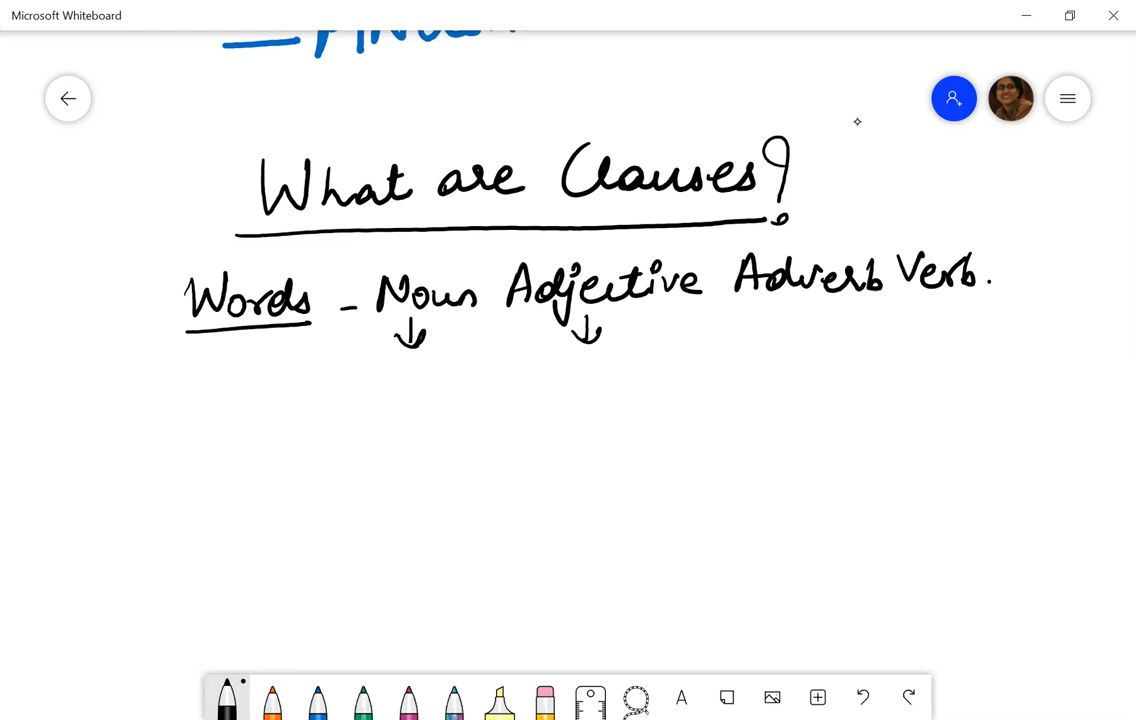 Microsoft Whiteboard
What are Clauses?
Words - Noun Adjective Adverb Verb.
A